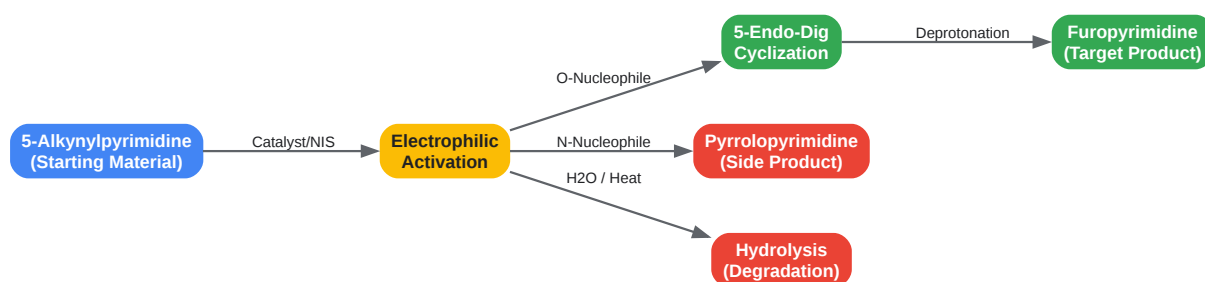 5-Alkynylpyrimidine
(Starting Material)
Catalyst/NIS
Electrophilic
Activation
O-Nucleophile
5-Endo-Dig
Cyclization
Deprotonation
Furopyrimidine
(Target Product)
N-Nucleophile
Pyrrolopyrimidine
(Side Product)
H2O / Heat
Hydrolysis
(Degradation)